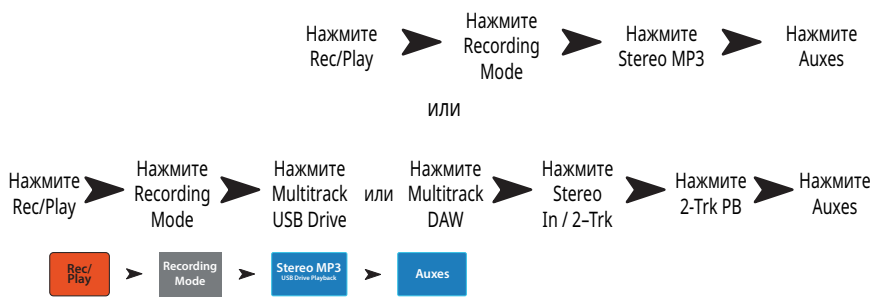 Нажмите
Rec/Play
Нажмите
Recording
Mode
Нажмите
Stereo MP3
Нажмите
Auxes
или
Нажмите
Rec/Play
Нажмите
Recording
Mode
Нажмите
Multitrack
USB Drive
или
Нажмите
Multitrack
DAW
Нажмите
Stereo
In / 2–Trk
Нажмите
2-Trk PB
Нажмите
Auxes
Rec/
Play
Recording
Mode
Stereo MP3
USB Drive Playback
Auxes